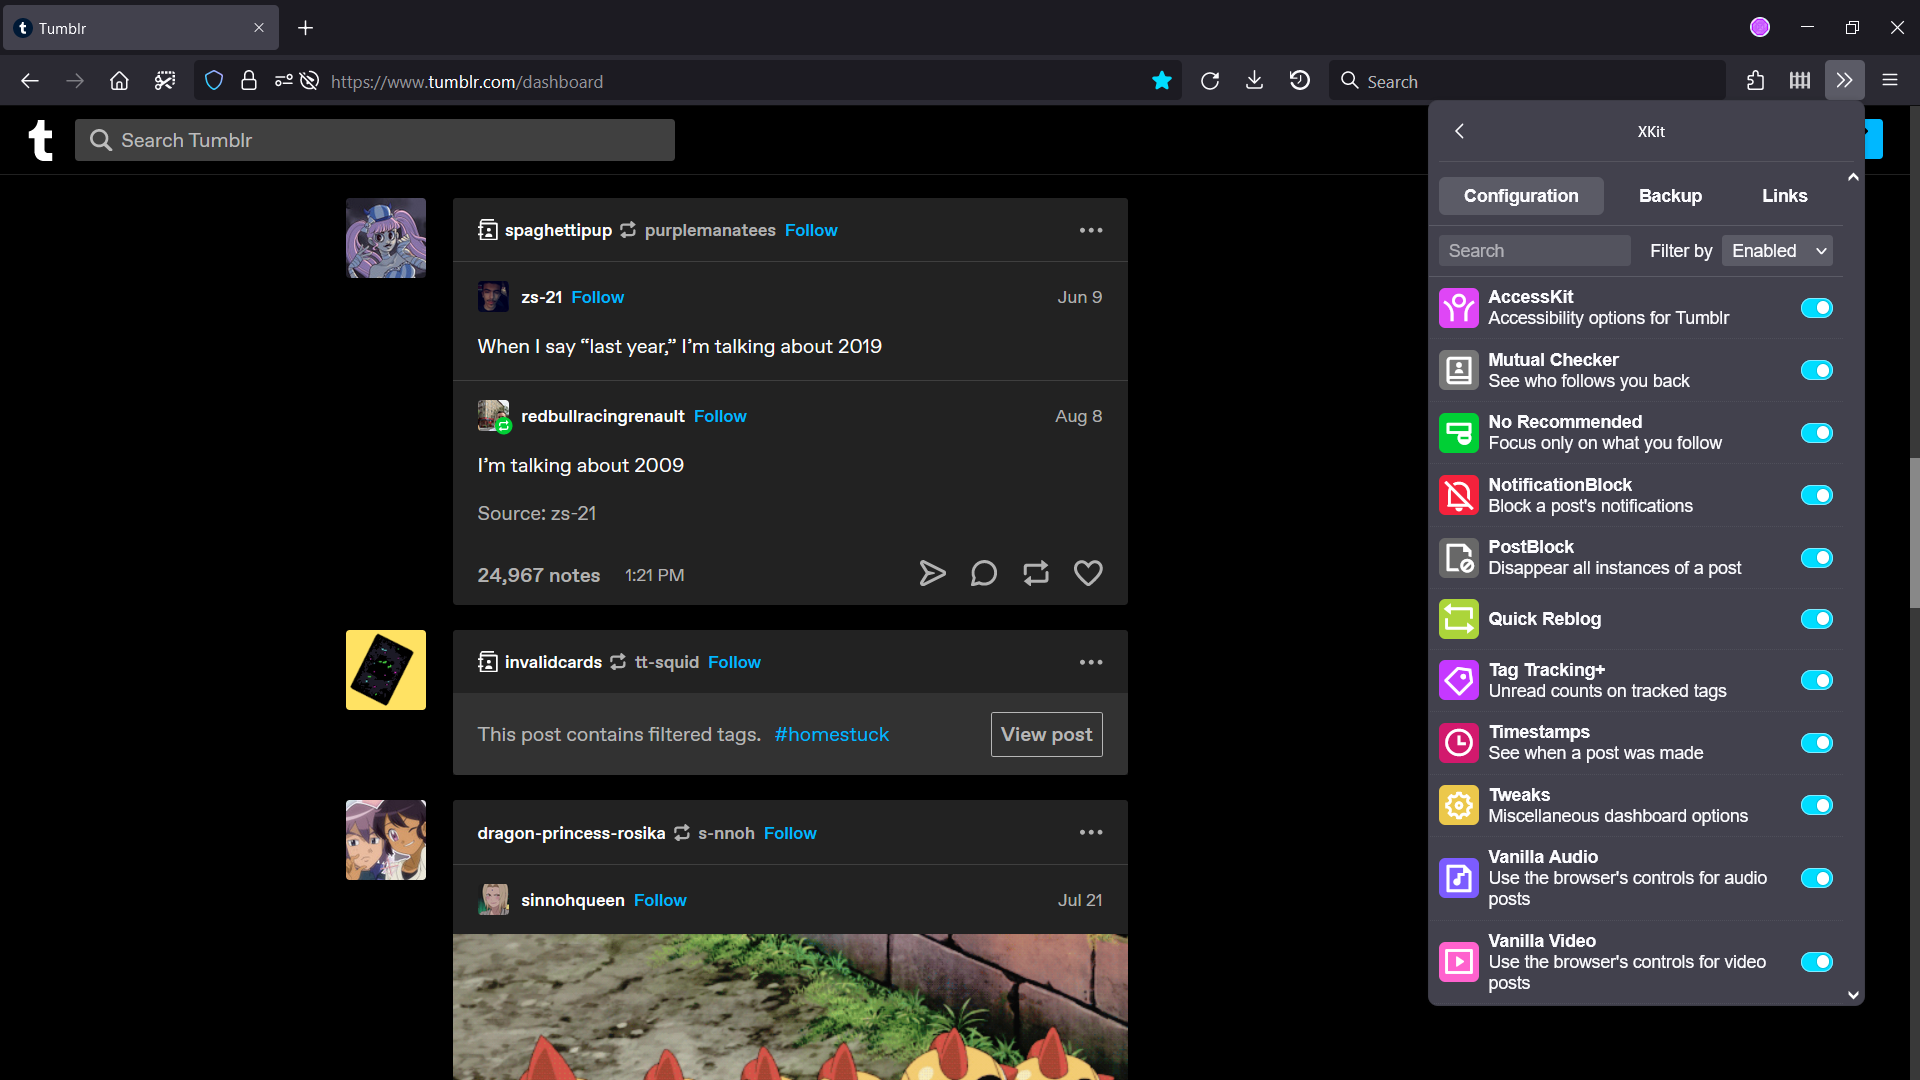 Tumblr
https://www.tumblr.com/dashboard
Search
Search Tumblr
spaghettipup purplemanatees Follow
zs-21 Follow Jun 9
When I say “last year,” I’m talking about 2019
redbullracingrenault Follow Aug 8
I’m talking about 2009
Source: zs-21
24,967 notes 1:21 PM
invalidcards tt-squid Follow
This post contains filtered tags. #homestuck View post
dragon-princess-rosika s-nnoh Follow
sinnohqueen Follow Jul 21
XKit
Configuration Backup Links
Search Filter by Enabled
AccessKit
Accessibility options for Tumblr
Mutual Checker
See who follows you back
No Recommended
Focus only on what you follow
NotificationBlock
Block a post's notifications
PostBlock
Disappear all instances of a post
Quick Reblog
Tag Tracking+
Unread counts on tracked tags
Timestamps
See when a post was made
Tweaks
Miscellaneous dashboard options
Vanilla Audio
Use the browser's controls for audio
posts
Vanilla Video
Use the browser's controls for video
posts